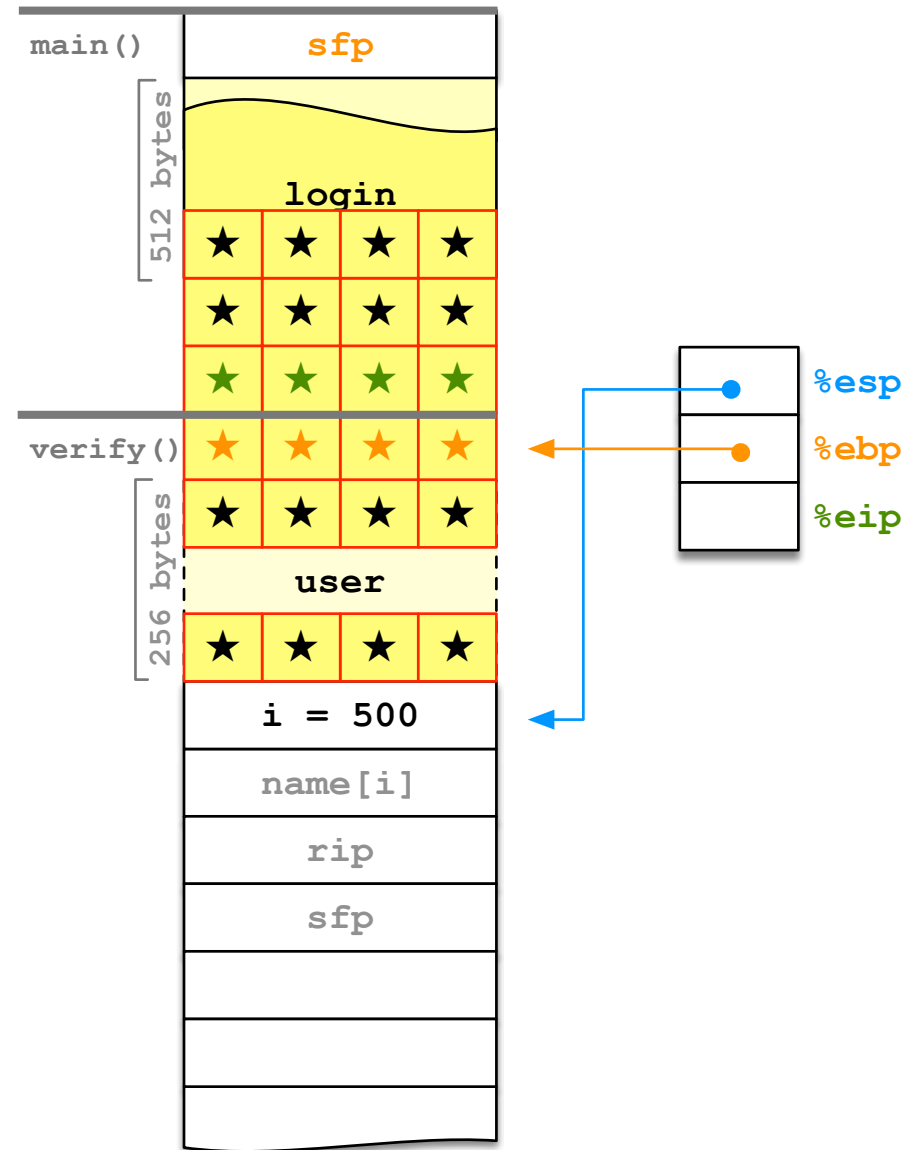 main()
sfp
512 bytes
login
★ ★ ★ ★
★ ★ ★ ★
★ ★ ★ ★
verify()
★ ★ ★ ★
★ ★ ★ ★
256 bytes
user
★ ★ ★ ★
i = 500
name[i]
rip
sfp
%esp
%ebp
%eip